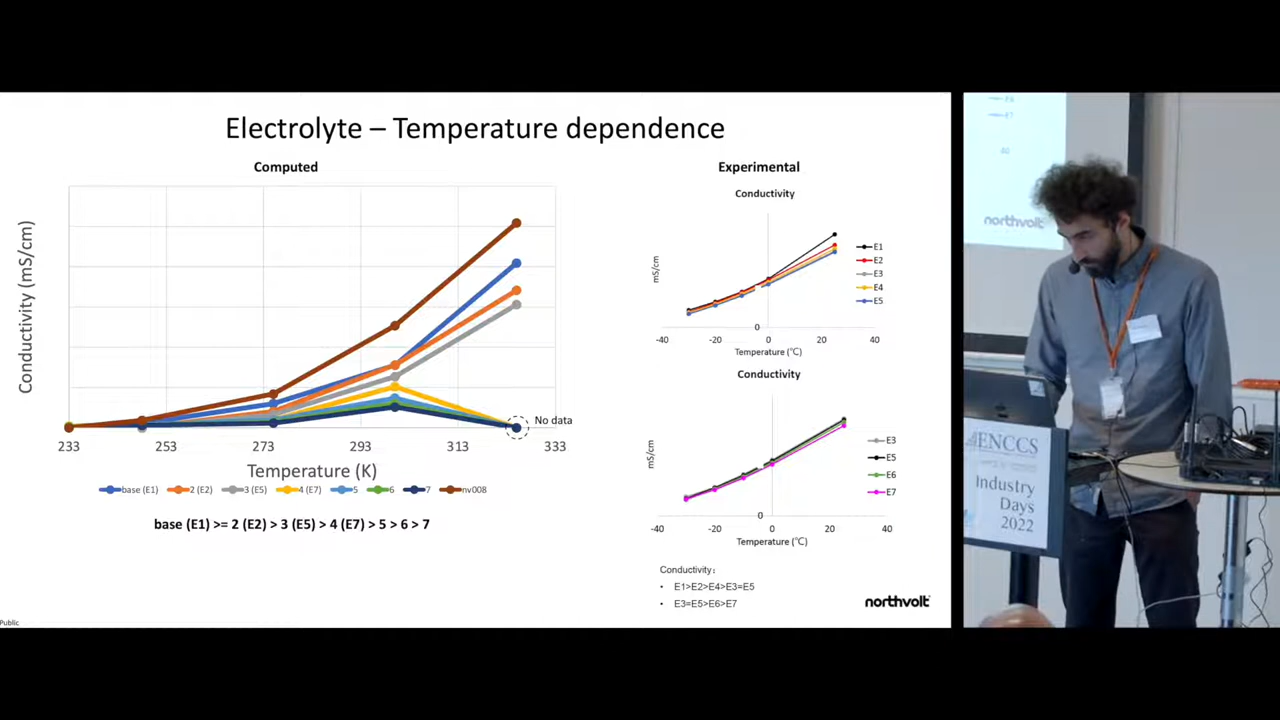 Electrolyte – Temperature dependence
Computed
Conductivity (mS/cm)
No data
233 253 273 293 313 333
Temperature (K)
base (E1) 2 (E2) 3 (E5) 4 (E7) 5 6 7 nv008
base (E1) >= 2 (E2) > 3 (E5) > 4 (E7) > 5 > 6 > 7
Public
Experimental
Conductivity
mS/cm
E1
E2
E3
E4
E5
0
-40 -20 0 20 40
Temperature (℃)
Conductivity
mS/cm
E3
E5
E6
E7
0
-40 -20 0 20 40
Temperature (℃)
Conductivity:
• E1>E2>E4>E3=E5
• E3=E5>E6>E7
northvolt
E7
40
northvolt
ENCCS
Industry
Days
2022